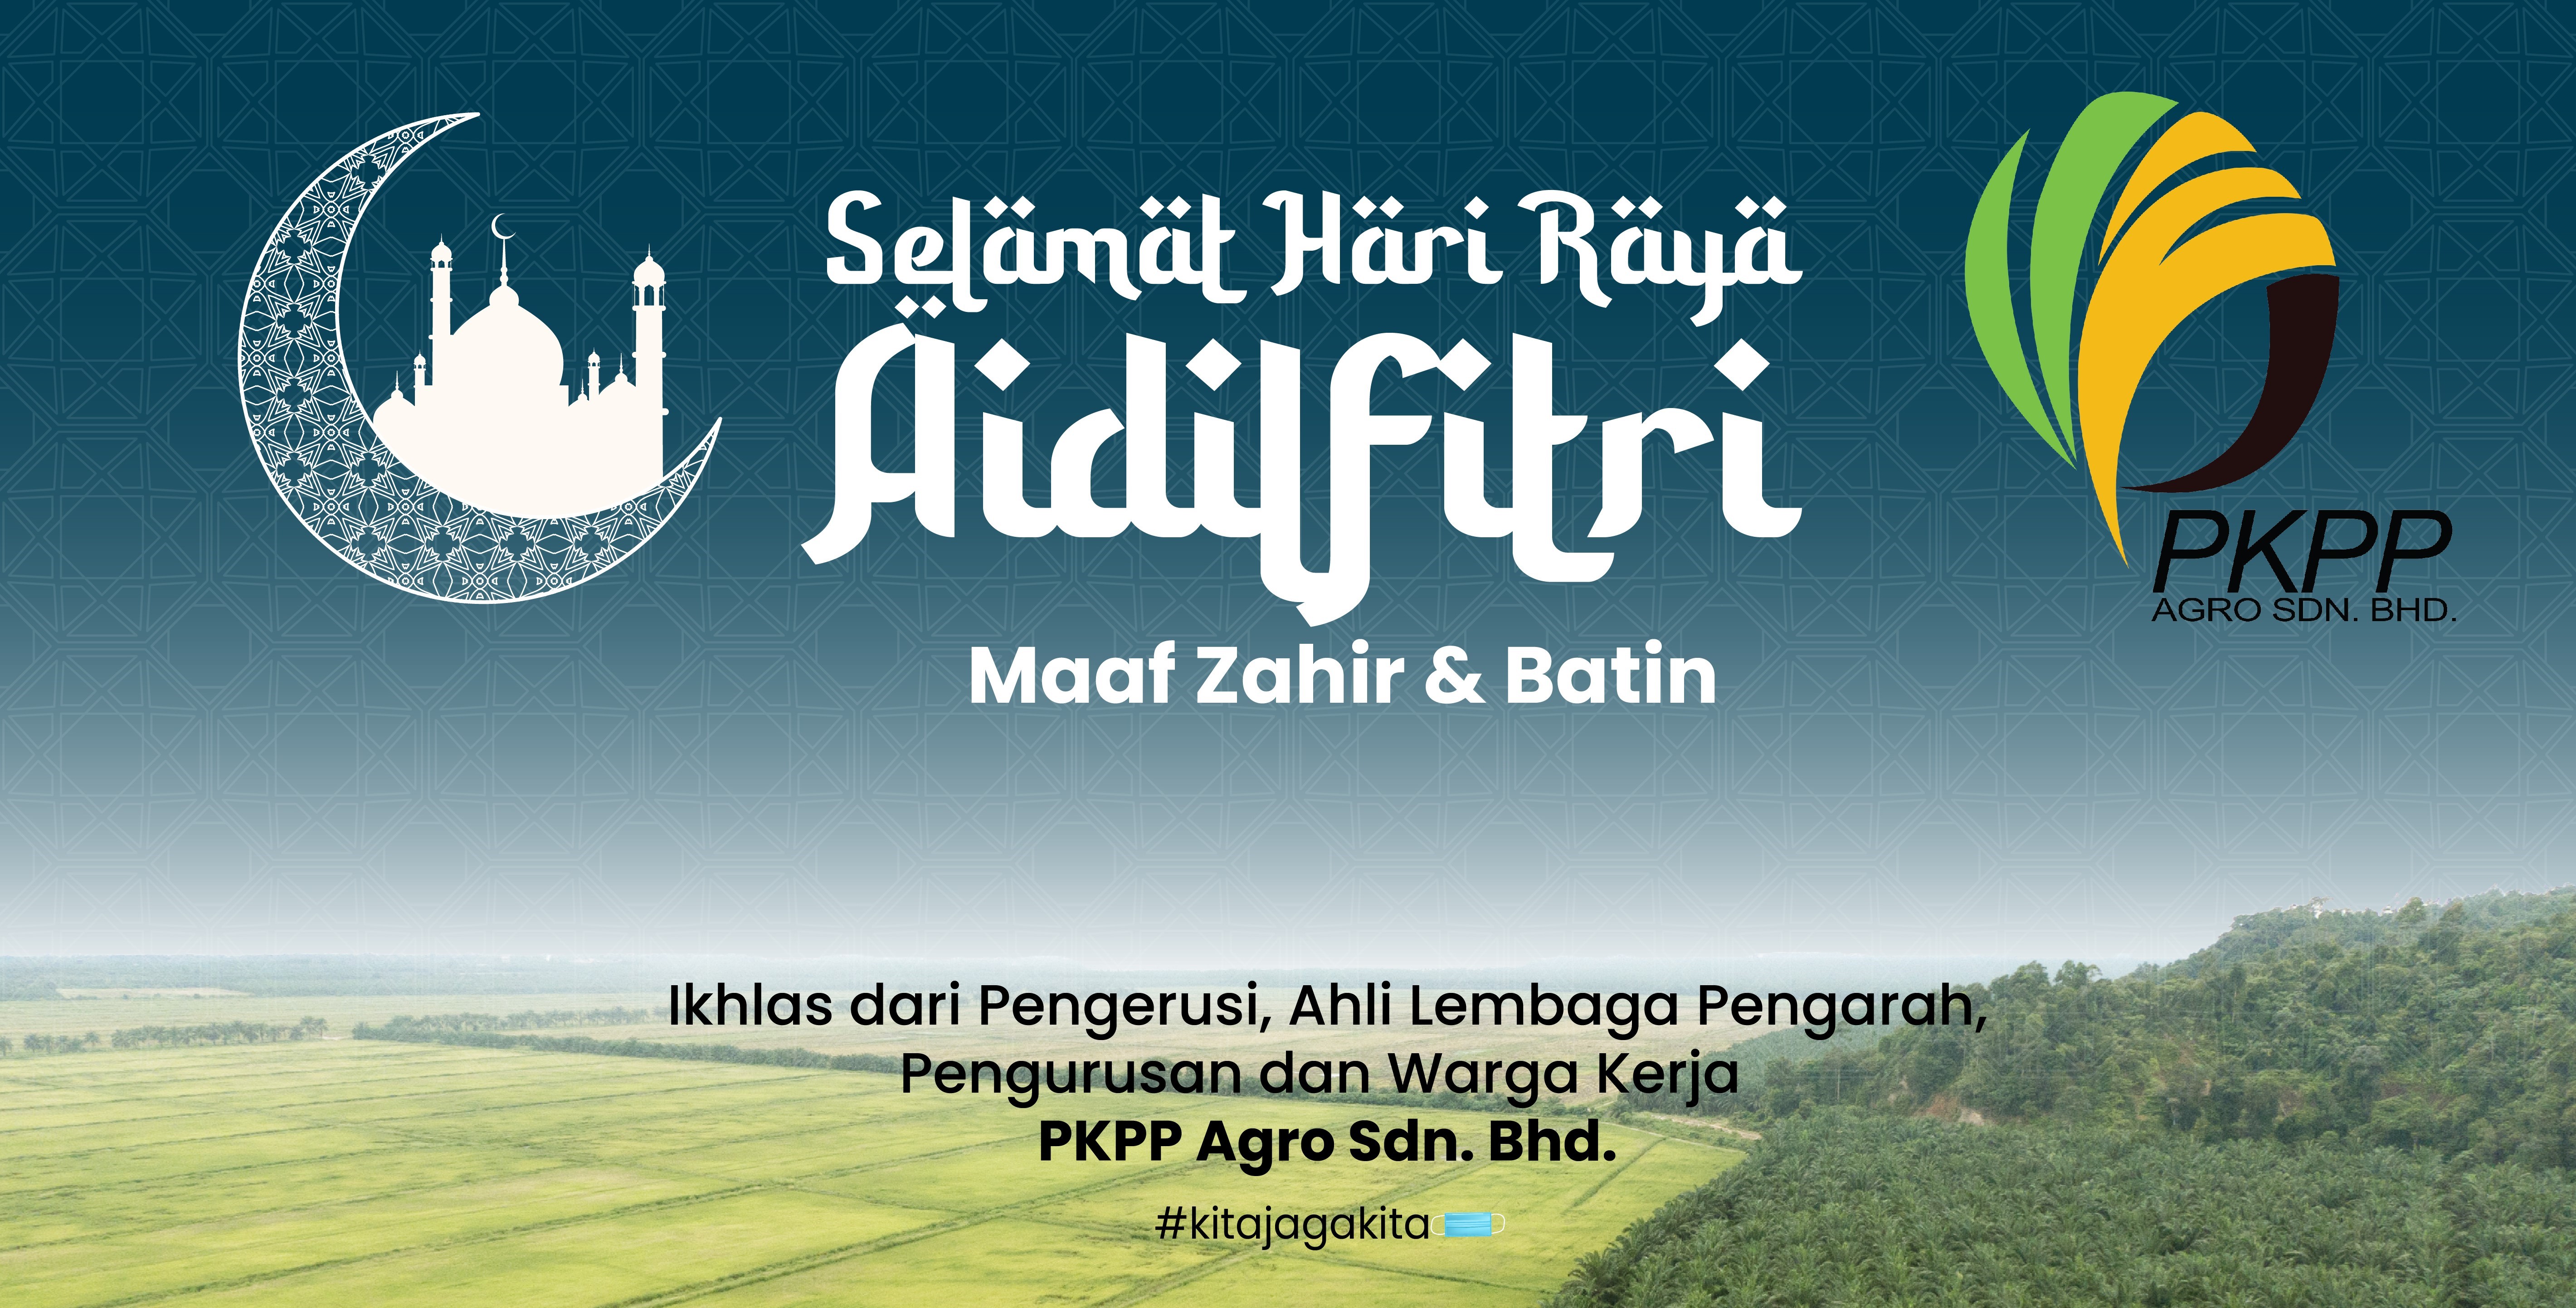 Selamat Hari Raya
Aidilfitri
Maaf Zahir & Batin
PKPP
AGRO SDN. BHD.
Ikhlas dari Pengerusi, Ahli Lembaga Pengarah,
Pengurusan dan Warga Kerja
PKPP Agro Sdn. Bhd.
#kitajagakita